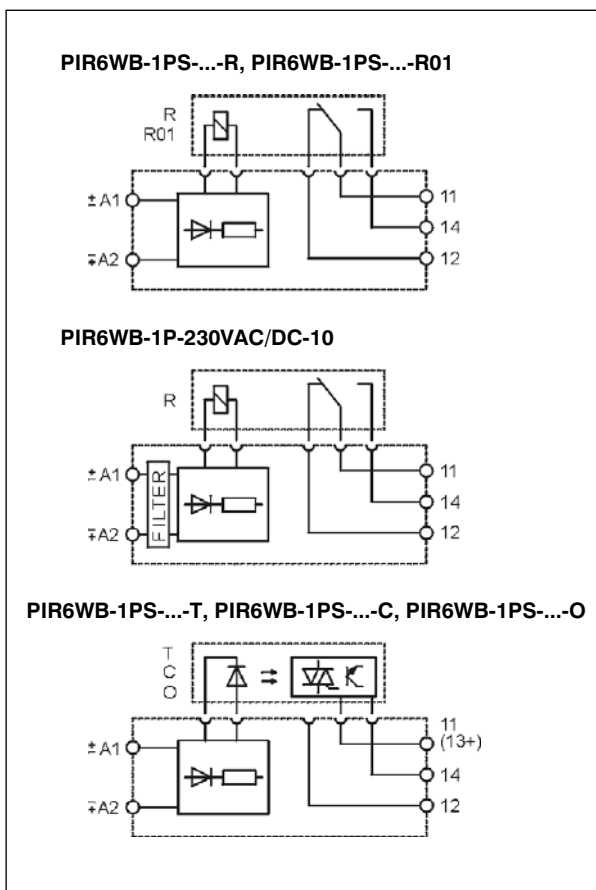 PIR6WB-1PS-...-R, PIR6WB-1PS-...-R01
R
R01
± A1
11
14
∓A2
12
PIR6WB-1P-230VAC/DC-10
R
± A1
FILTER
11
14
∓A2
12
PIR6WB-1PS-...-T, PIR6WB-1PS-...-C, PIR6WB-1PS-...-O
T
C
O
11
± A1
(13+)
14
∓A2
12